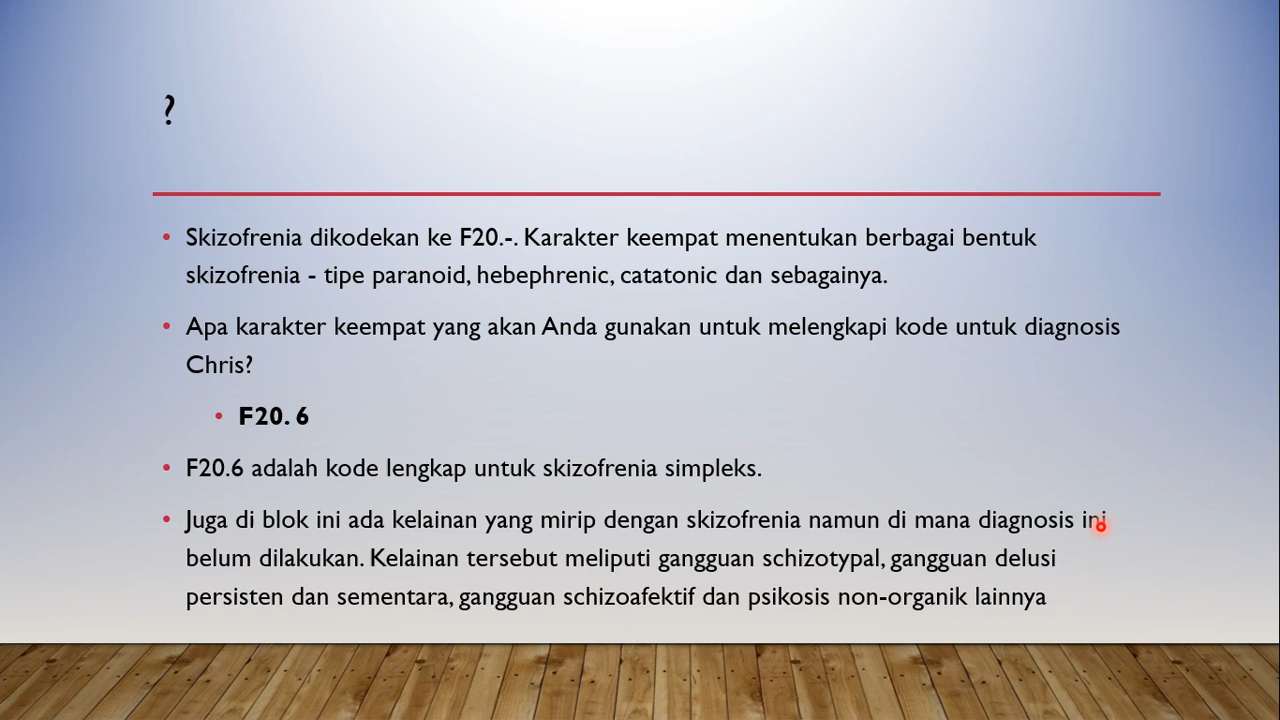 ?
• Skizofrenia dikodekan ke F20.-. Karakter keempat menentukan berbagai bentuk
skizofrenia - tipe paranoid, hebephrenic, catatonic dan sebagainya.
• Apa karakter keempat yang akan Anda gunakan untuk melengkapi kode untuk diagnosis
Chris?
• F20. 6
• F20.6 adalah kode lengkap untuk skizofrenia simpleks.
• Juga di blok ini ada kelainan yang mirip dengan skizofrenia namun di mana diagnosis ini
belum dilakukan. Kelainan tersebut meliputi gangguan schizotypal, gangguan delusi
persisten dan sementara, gangguan schizoafektif dan psikosis non-organik lainnya